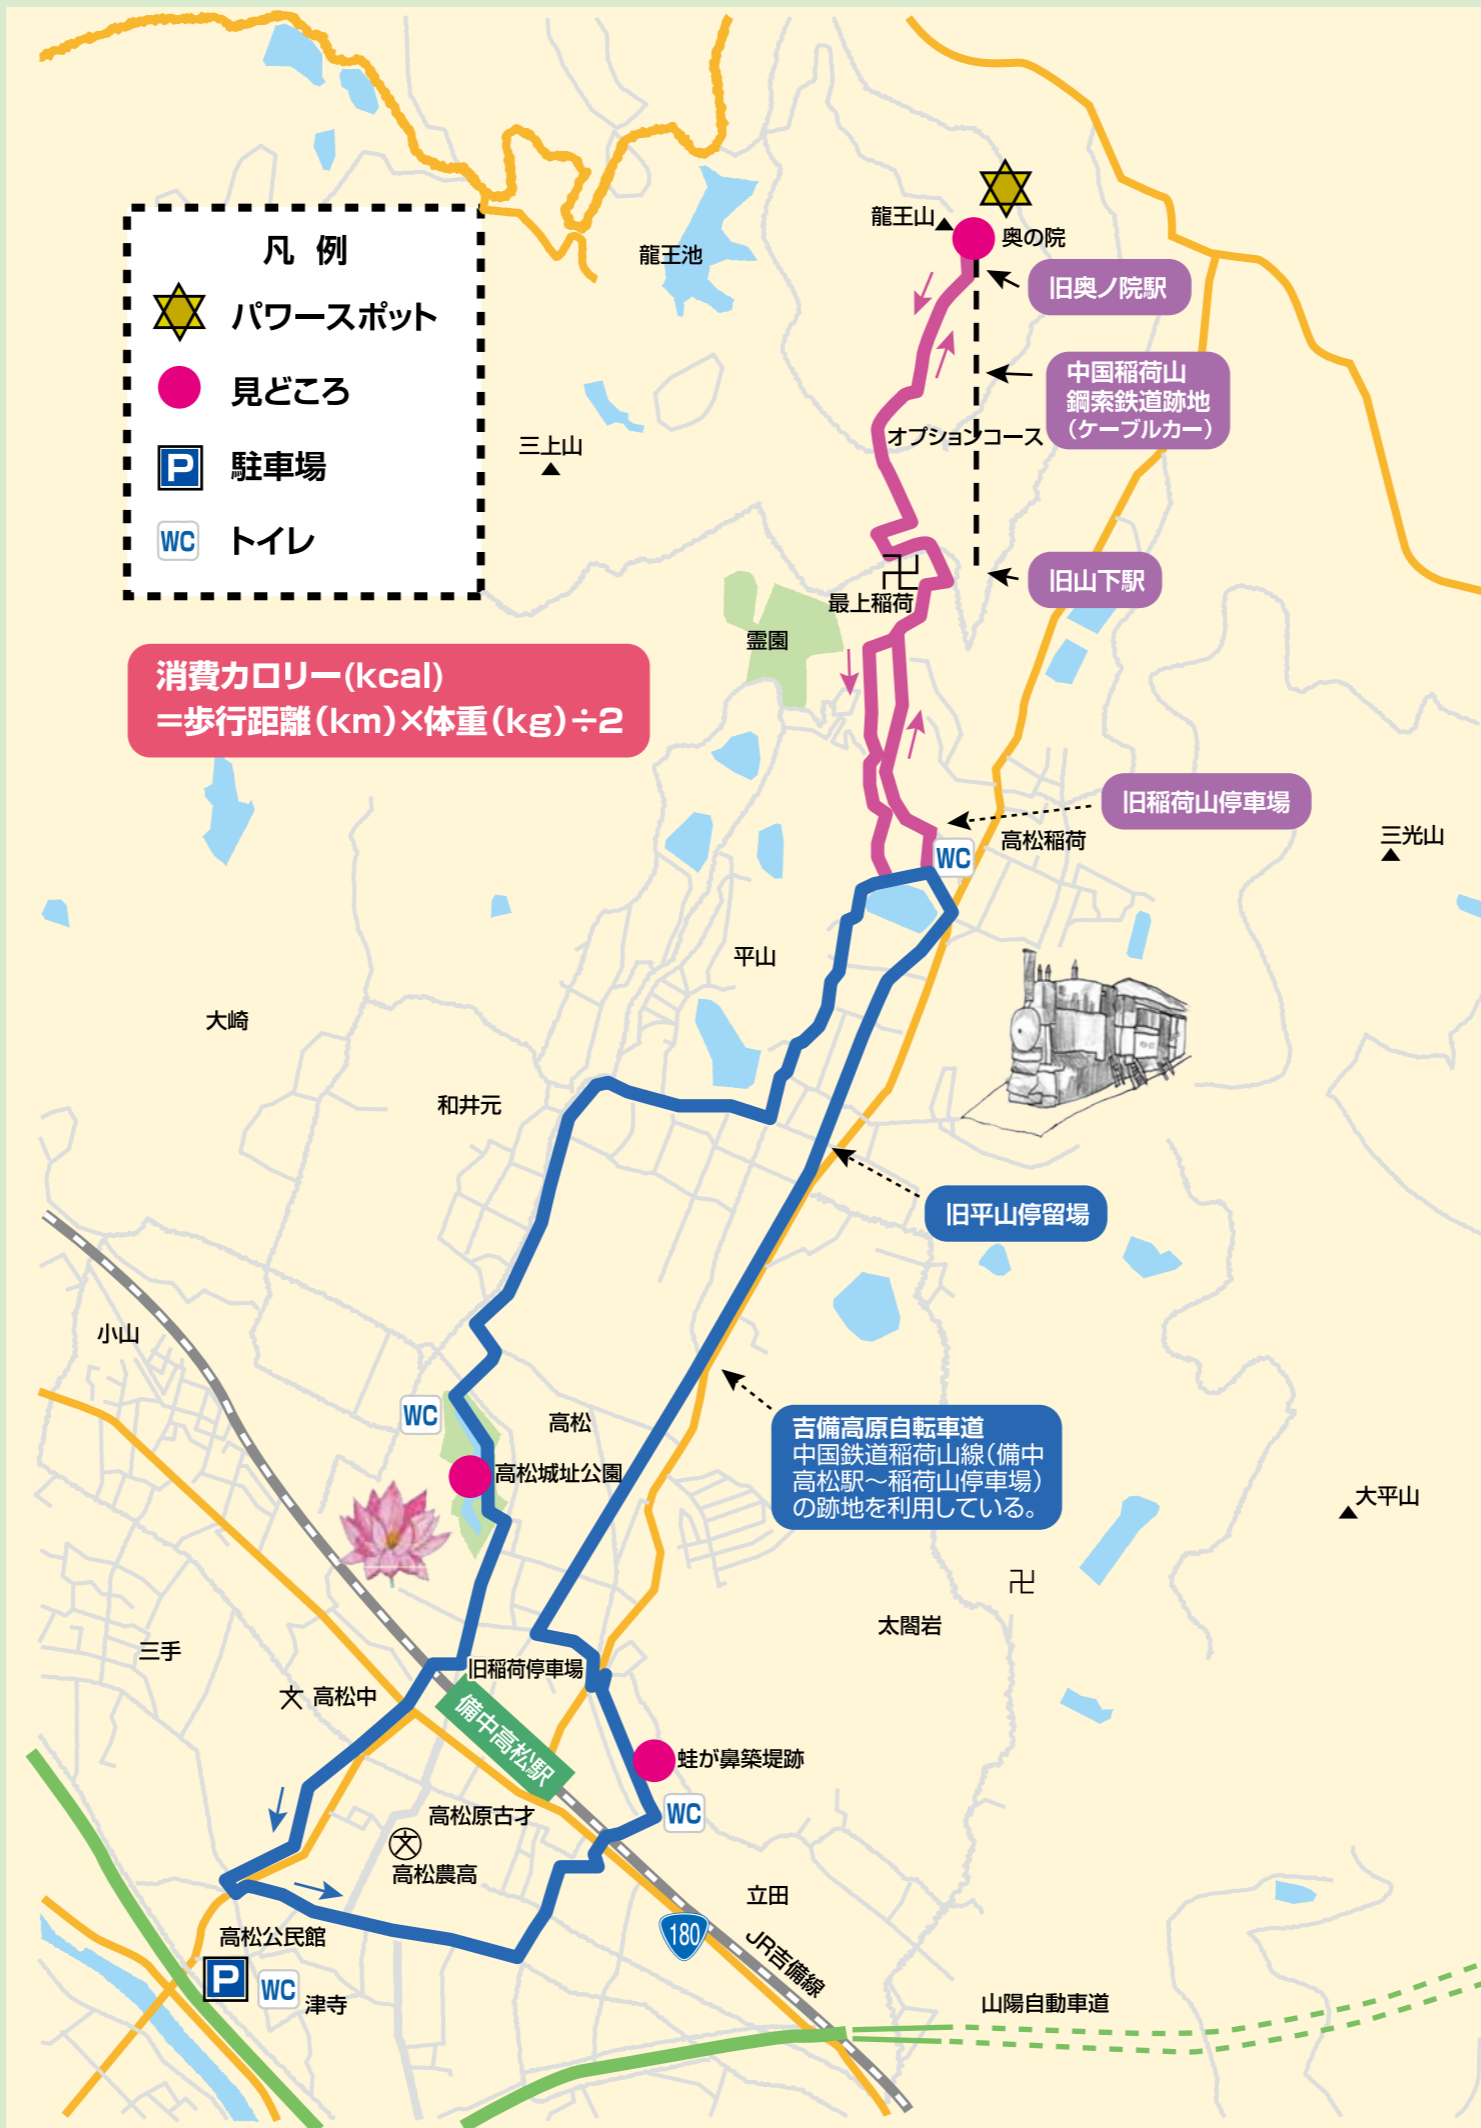 凡 例
パワースポット
見どころ
P
駐車場
WC
トイレ
消費カロリー(kcal)
＝歩行距離(km)×体重(kg)÷2
龍王池
龍王山
奥の院
旧奥ノ院駅
中国稲荷山
鋼索鉄道跡地
(ケーブルカー)
オプションコース
三上山
旧山下駅
卍
最上稲荷
霊園
旧稲荷山停車場
高松稲荷
WC
三光山
平山
大崎
和井元
旧平山停留場
小山
WC
高松
高松城址公園
吉備高原自転車道
中国鉄道稲荷山線(備中
高松駅〜稲荷山停車場)
の跡地を利用している。
大平山
卍
太閤岩
三手
文 高松中
旧稲荷停車場
備中高松駅
蛙が鼻築堤跡
WC
高松原古才
文
高松農高
立田
180
JR吉備線
高松公民館
P
WC
津寺
山陽自動車道